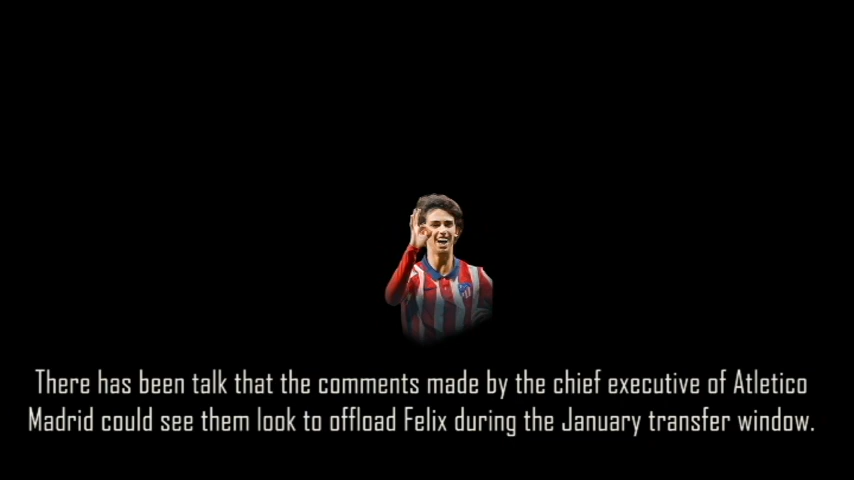 There has been talk that the comments made by the chief executive of Atletico
Madrid could see them look to offload Felix during the January transfer window.